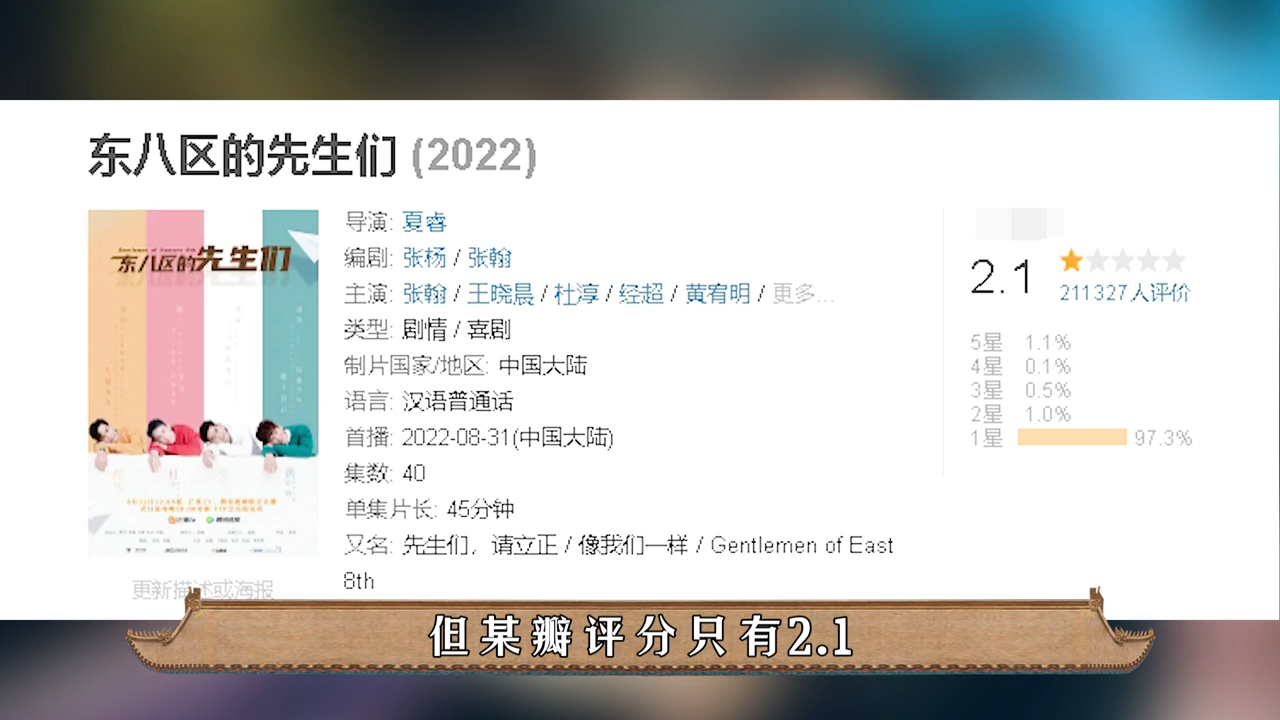 东八区的先生们 (2022)
东八区的先生们
导演: 夏睿
编剧: 张杨 / 张翰
主演: 张翰 / 王晓晨 / 杜淳 / 经超 / 黄宥明 / 更多...
类型: 剧情 / 喜剧
制片国家/地区: 中国大陆
语言: 汉语普通话
首播: 2022-08-31(中国大陆)
集数: 40
单集片长: 45分钟
又名: 先生们，请立正 / 像我们一样 / Gentlemen of East
8th
更新描述或海报
2.1
211327人评价
5星 1.1%
4星 0.1%
3星 0.5%
2星 1.0%
1星 97.3%
但某瓣评分只有2.1